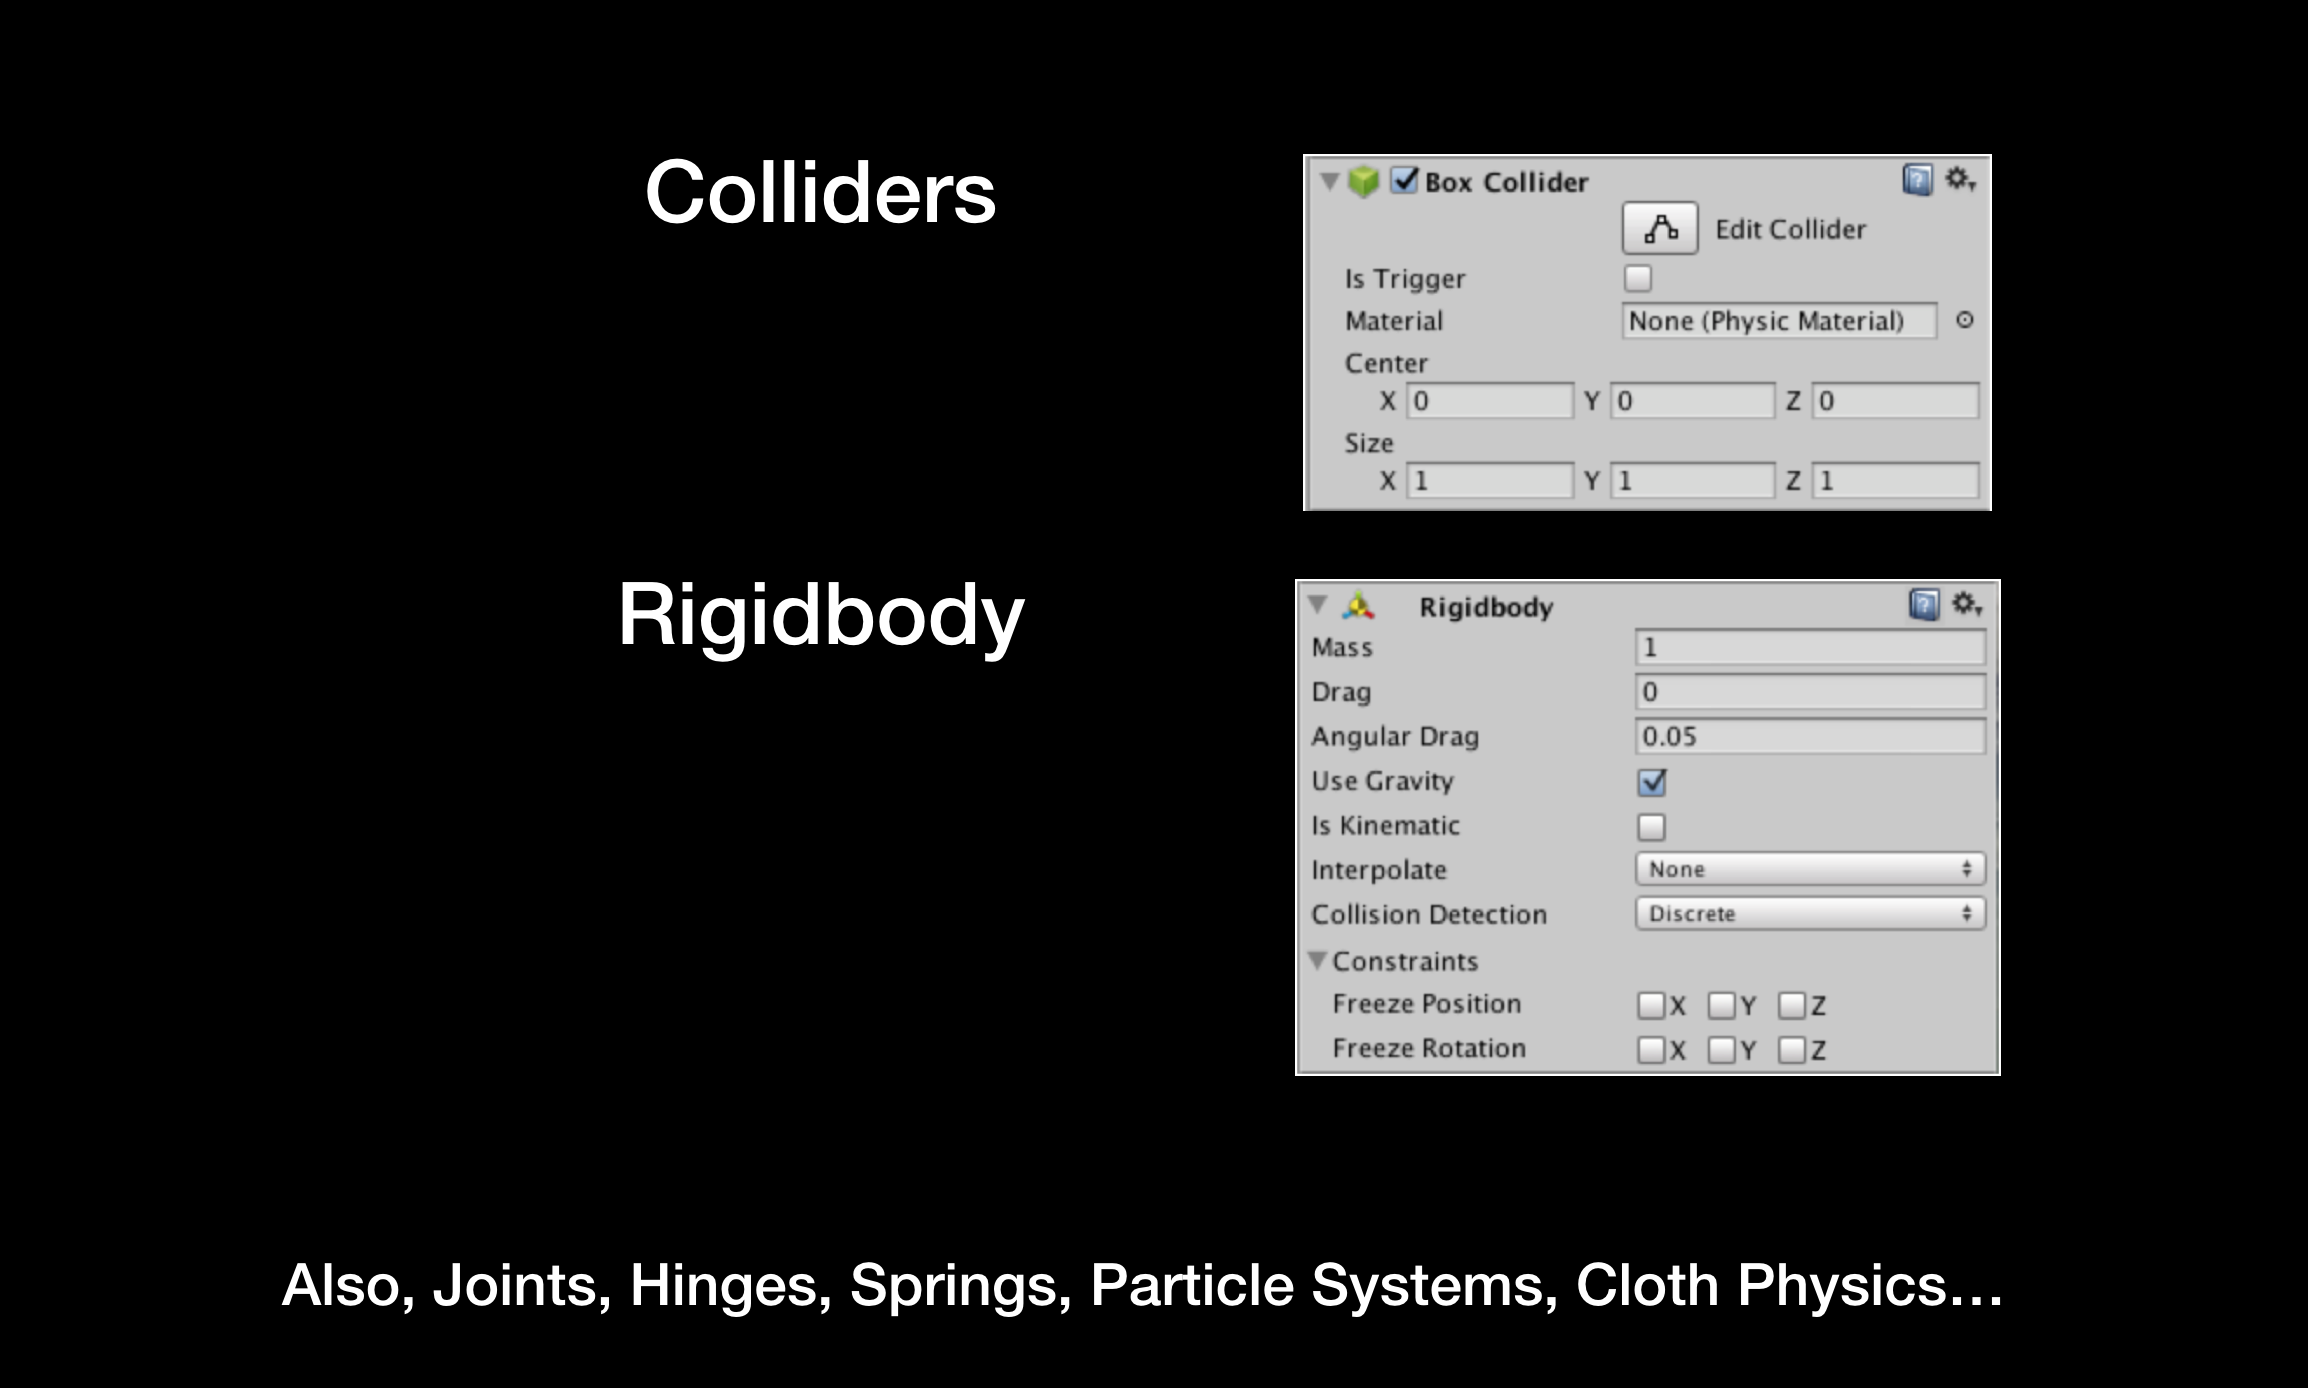 Colliders
Box Collider
Edit Collider
Is Trigger
Material None (Physic Material)
Center
X 0 Y 0 Z 0
Size
X 1 Y 1 Z 1
Rigidbody
Rigidbody
Mass 1
Drag 0
Angular Drag 0.05
Use Gravity
Is Kinematic
Interpolate None
Collision Detection Discrete
Constraints
Freeze Position X Y Z
Freeze Rotation X Y Z
Also, Joints, Hinges, Springs, Particle Systems, Cloth Physics...